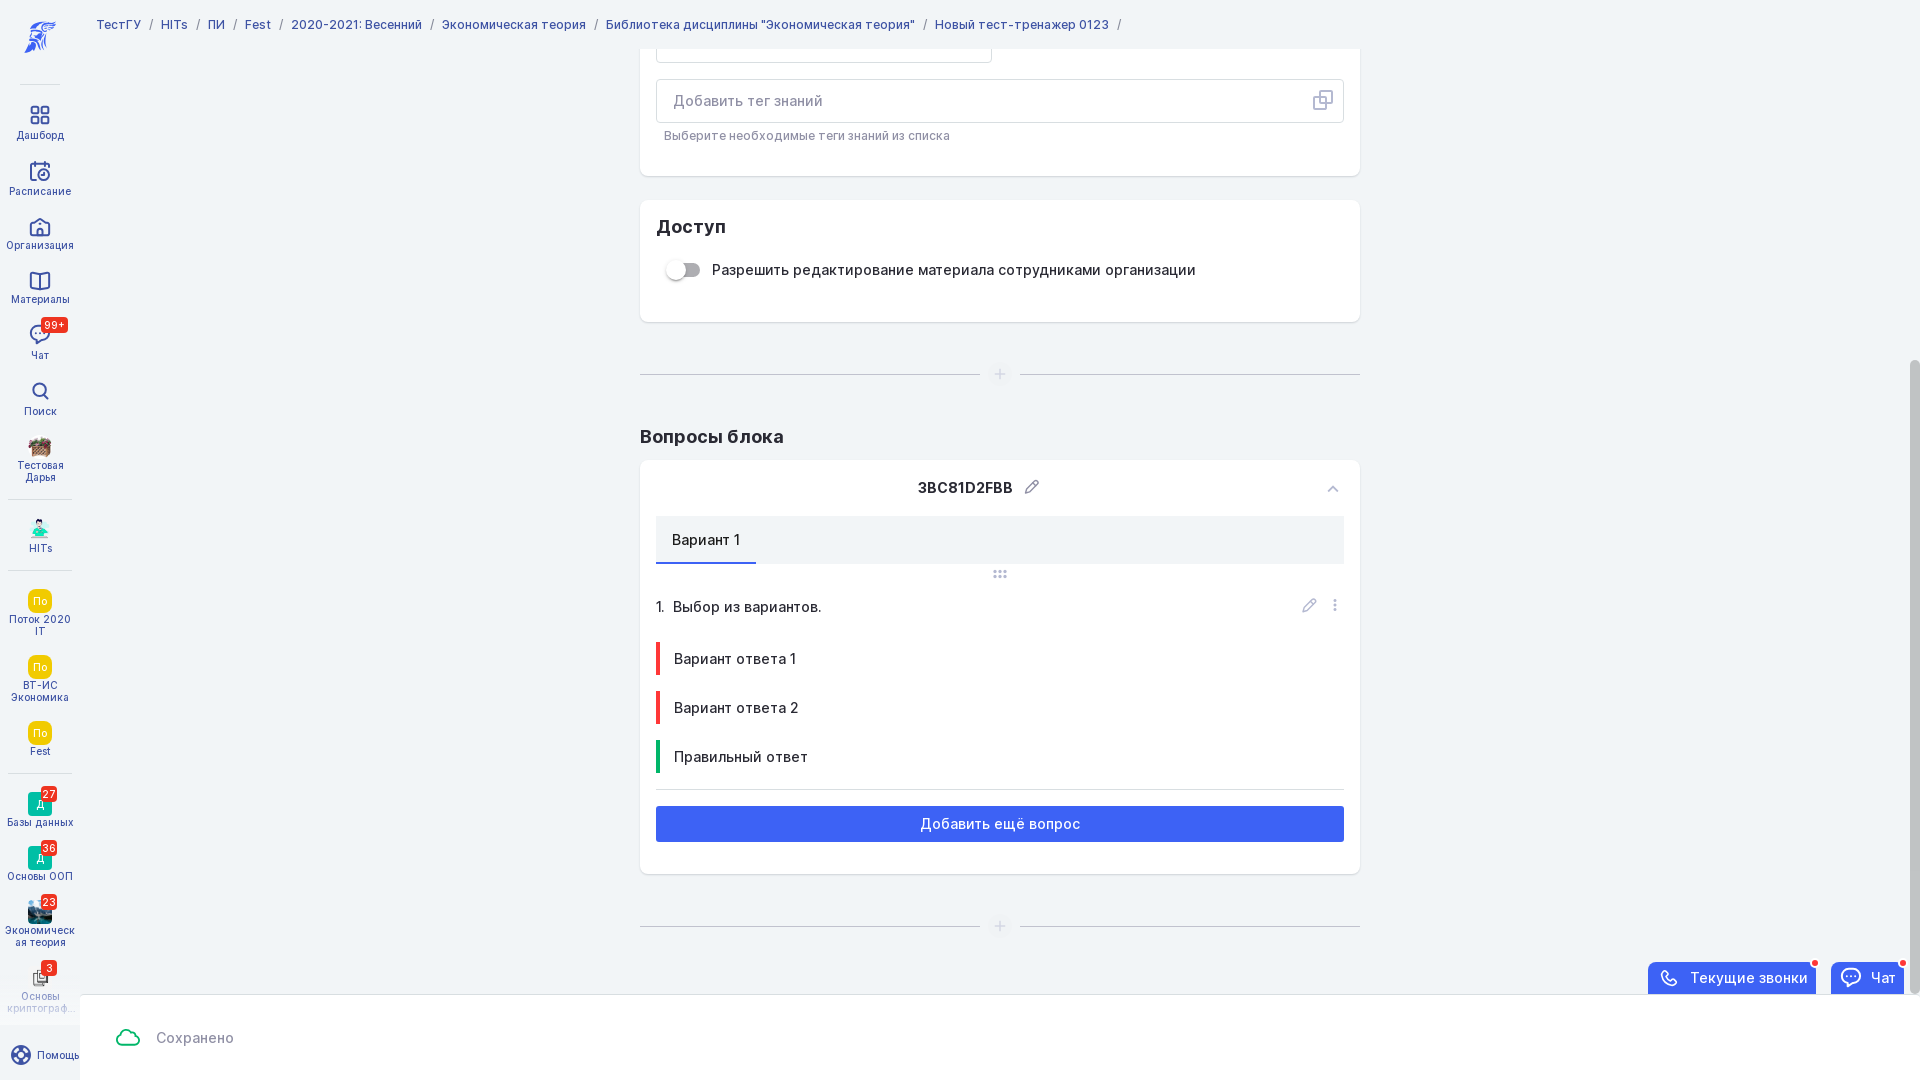 ТестГУ / HITs / ПИ / Fest / 2020-2021: Весенний / Экономическая теория / Библиотека дисциплины "Экономическая теория" / Новый тест-тренажер 0123 /
Дашборд
Расписание
Организация
Материалы
99+
Чат
Поиск
Тестовая
Дарья
HITs
По
Поток 2020
IT
По
ВТ-ИС
Экономика
По
Fest
27
Д
Базы данных
36
Д
Основы ООП
23
Экономическ
ая теория
3
Основы
криптограф...
Помощь
Добавить тег знаний
Выберите необходимые теги знаний из списка
Доступ
Разрешить редактирование материала сотрудниками организации
Вопросы блока
3BC81D2FBB
Вариант 1
1. Выбор из вариантов.
Вариант ответа 1
Вариант ответа 2
Правильный ответ
Добавить ещё вопрос
Текущие звонки
Чат
Сохранено